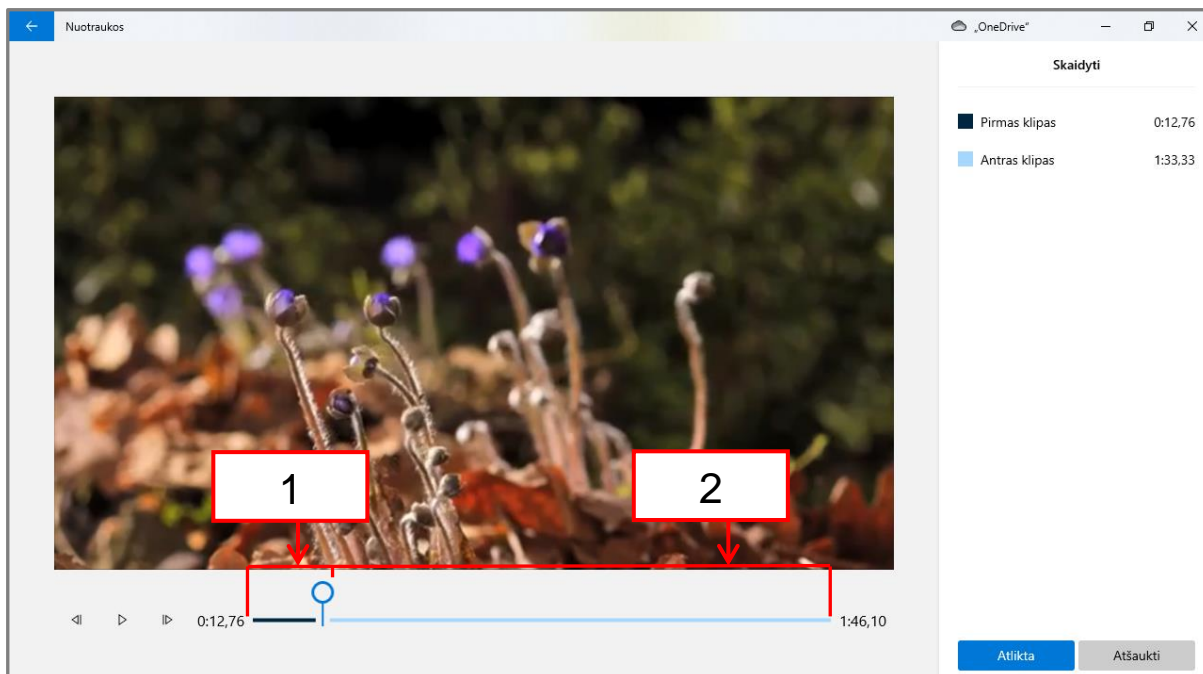 Nuotraukos
„OneDrive“
Skaidyti
Pirmas klipas 0:12,76
Antras klipas 1:33,33
1
2
0:12,76 1:46,10
Atlikta Atšaukti